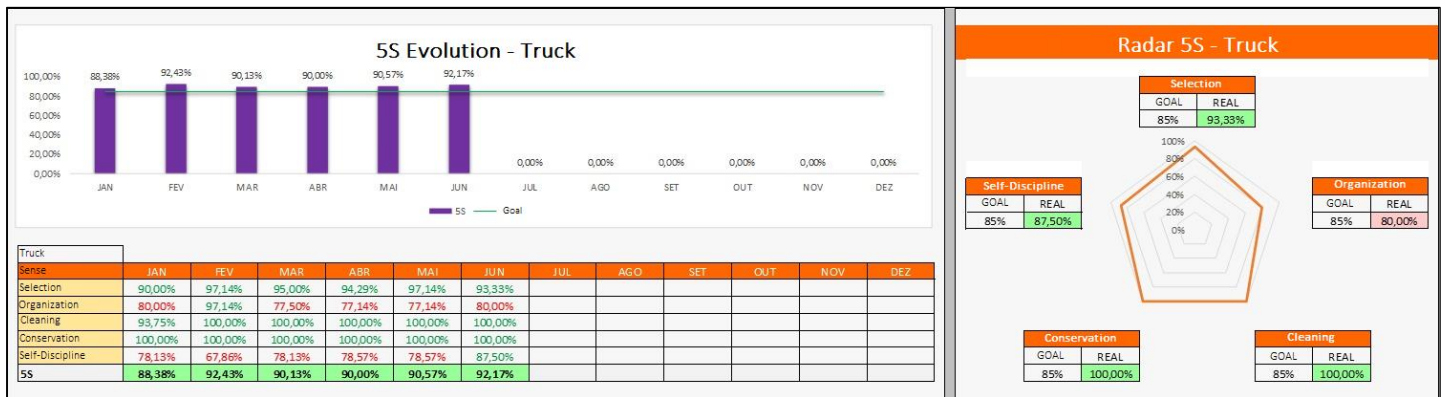 5S Evolution - Truck
100,00%
80,00%
60,00%
40,00%
20,00%
0,00%
88,38% 92,43% 90,13% 90,00% 90,57% 92,17% 0,00% 0,00% 0,00% 0,00% 0,00% 0,00%
JAN FEV MAR ABR MAI JUN JUL AGO SET OUT NOV DEZ
5S Goal
Truck
Sense JAN FEV MAR ABR MAI JUN JUL AGO SET OUT NOV DEZ
Selection 90,00% 97,14% 95,00% 94,29% 97,14% 93,33%
Organization 80,00% 97,14% 77,50% 77,14% 77,14% 80,00%
Cleaning 93,75% 100,00% 100,00% 100,00% 100,00% 100,00%
Conservation 100,00% 100,00% 100,00% 100,00% 100,00% 100,00%
Self-Discipline 78,13% 67,86% 78,13% 78,57% 78,57% 87,50%
5S 88,38% 92,43% 90,13% 90,00% 90,57% 92,17%
Radar 5S - Truck
Selection
GOAL REAL
85% 93,33%
100%
80%
60%
40%
20%
0%
Self-Discipline
GOAL REAL
85% 87,50%
Organization
GOAL REAL
85% 80,00%
Conservation
GOAL REAL
85% 100,00%
Cleaning
GOAL REAL
85% 100,00%